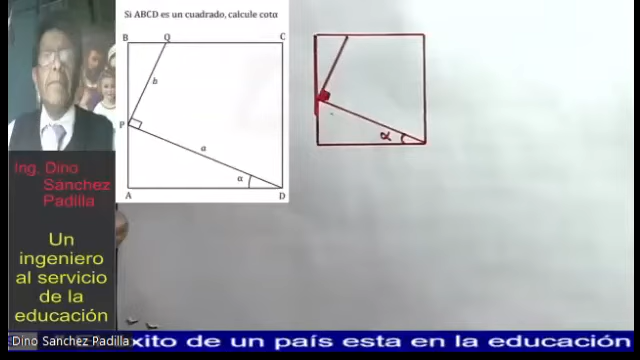 Si ABCD es un cuadrado, calcule cotα
B Q C
b
P
a
α
A D
α
Ing. Dino
Sánchez
Padilla
Un
ingeniero
al servicio
de la
educación
Dino Sanchez Padilla
xito de un país esta en la educación